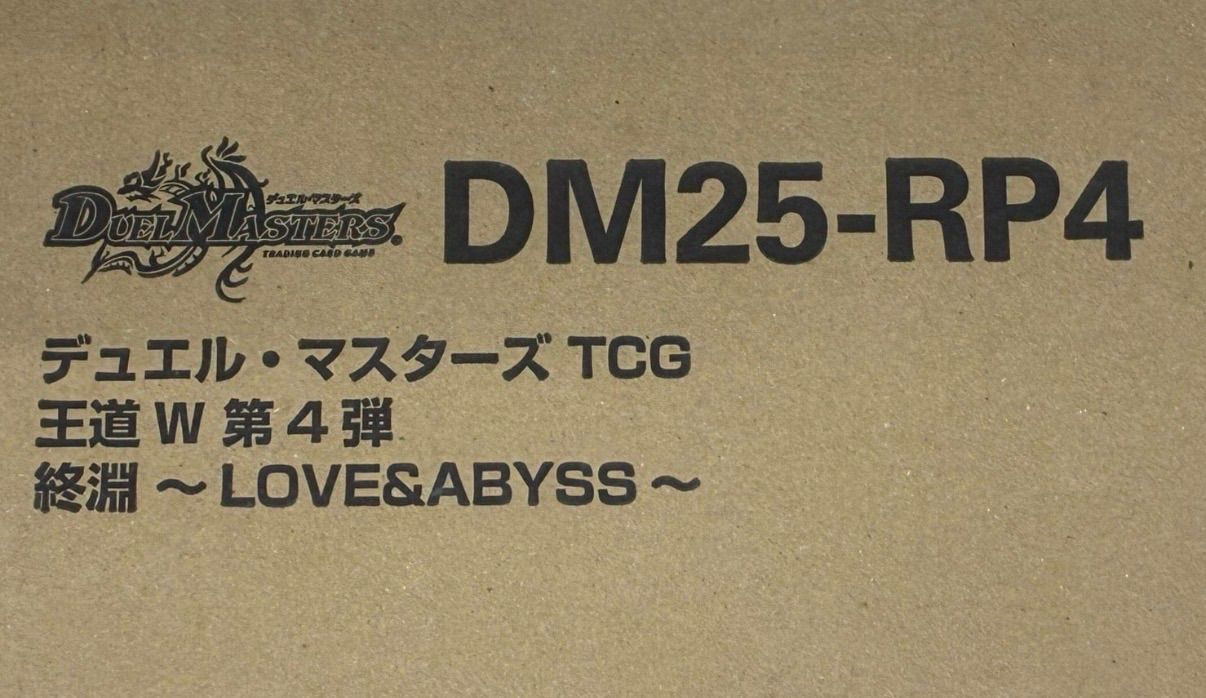 デュエル・マスターズ
DUEL MASTERS®
TRADING CARD GAME
DM25-RP4
デュエル・マスターズ TCG
王道 W 第4弾
終淵 ～LOVE&ABYSS～